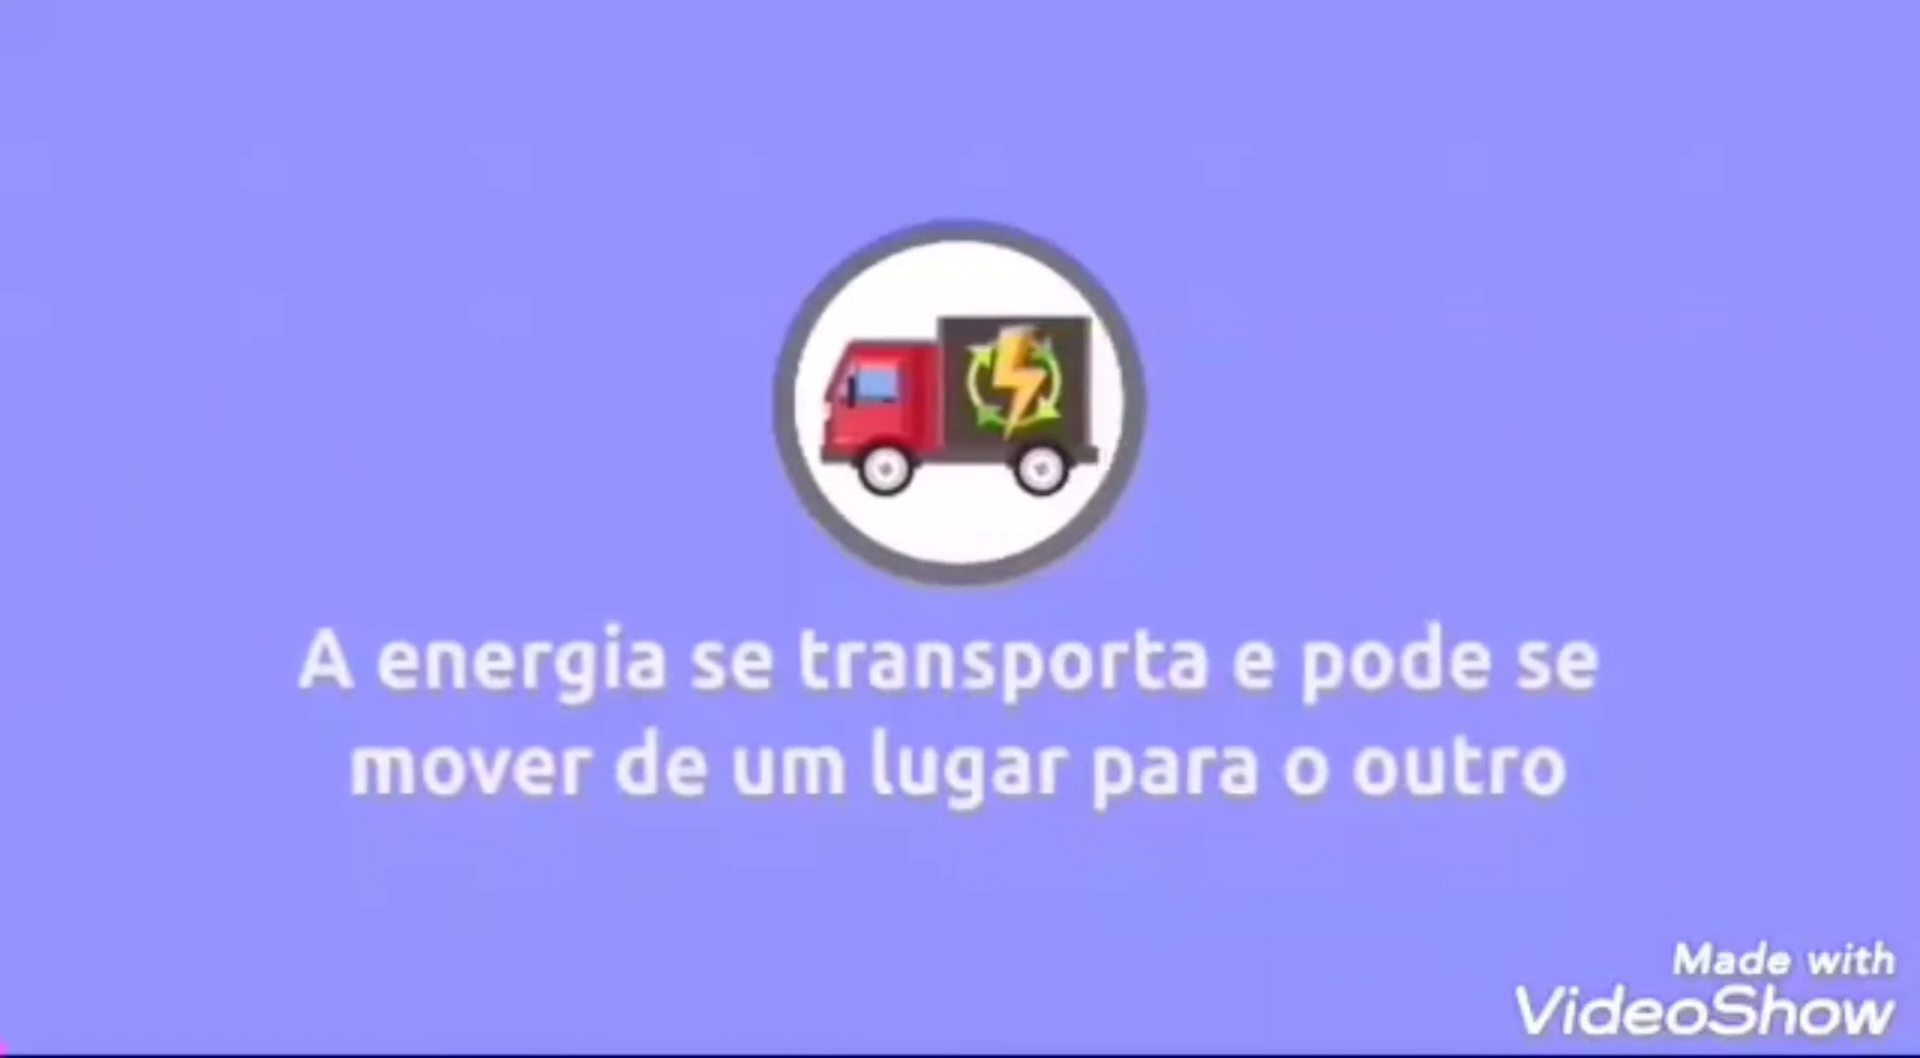 A energia se transporta e pode se
mover de um lugar para o outro
Made with
VideoShow